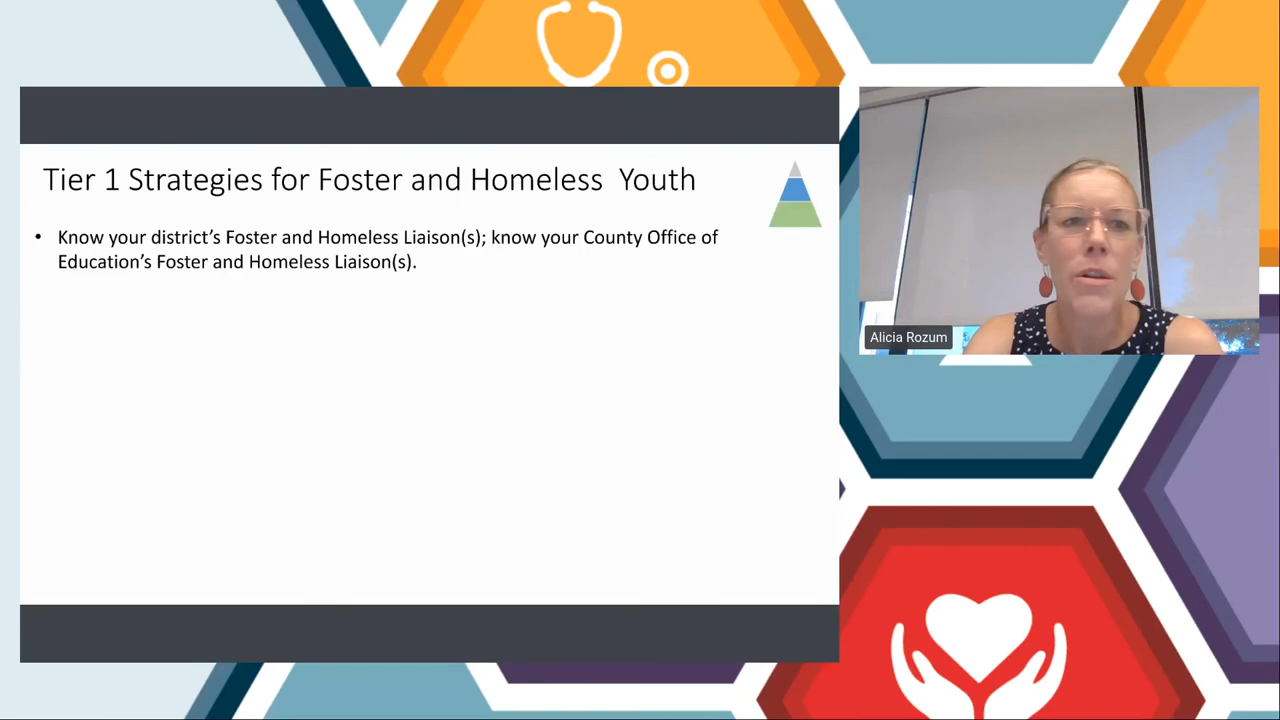 Tier 1 Strategies for Foster and Homeless  Youth
• Know your district’s Foster and Homeless Liaison(s); know your County Office of
Education’s Foster and Homeless Liaison(s).
Alicia Rozum